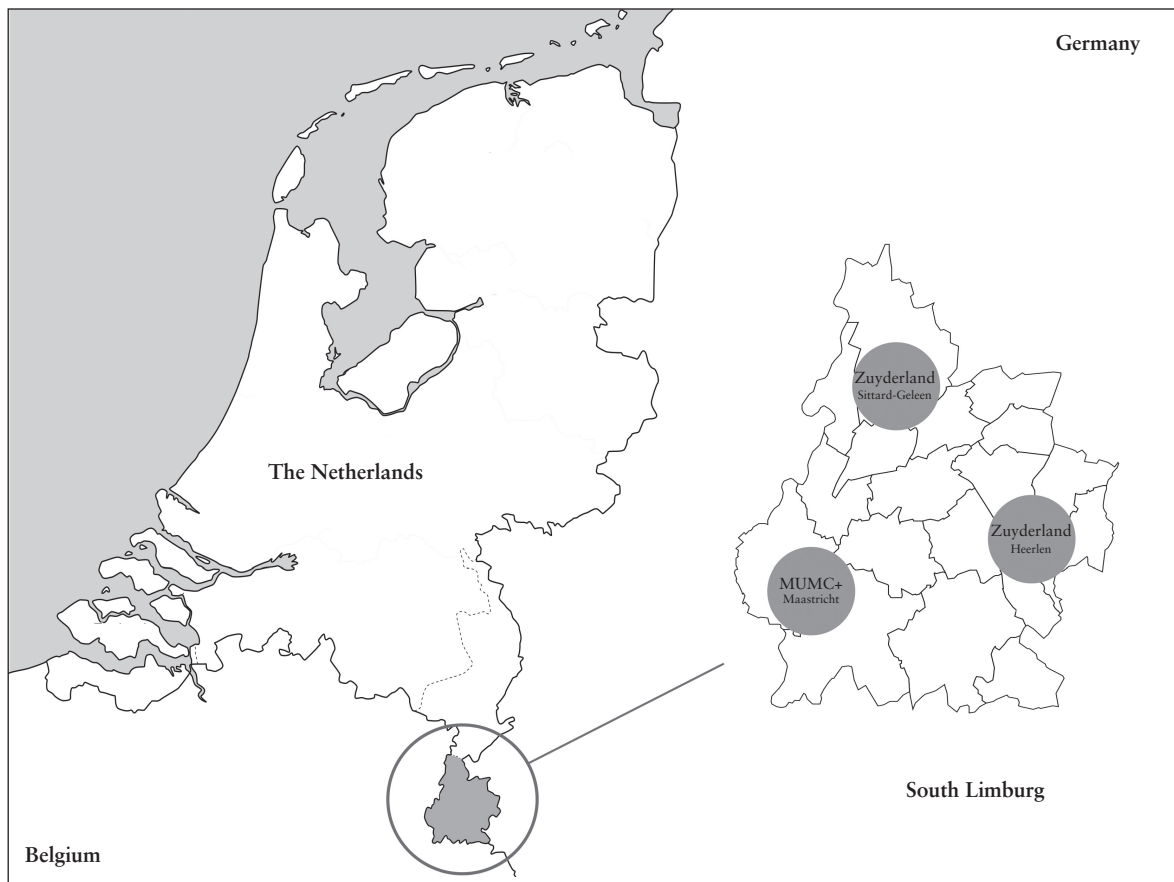 Germany
Zuyderland
Sittard-Geleen
The Netherlands
Zuyderland
Heerlen
MUMC+
Maastricht
South Limburg
Belgium